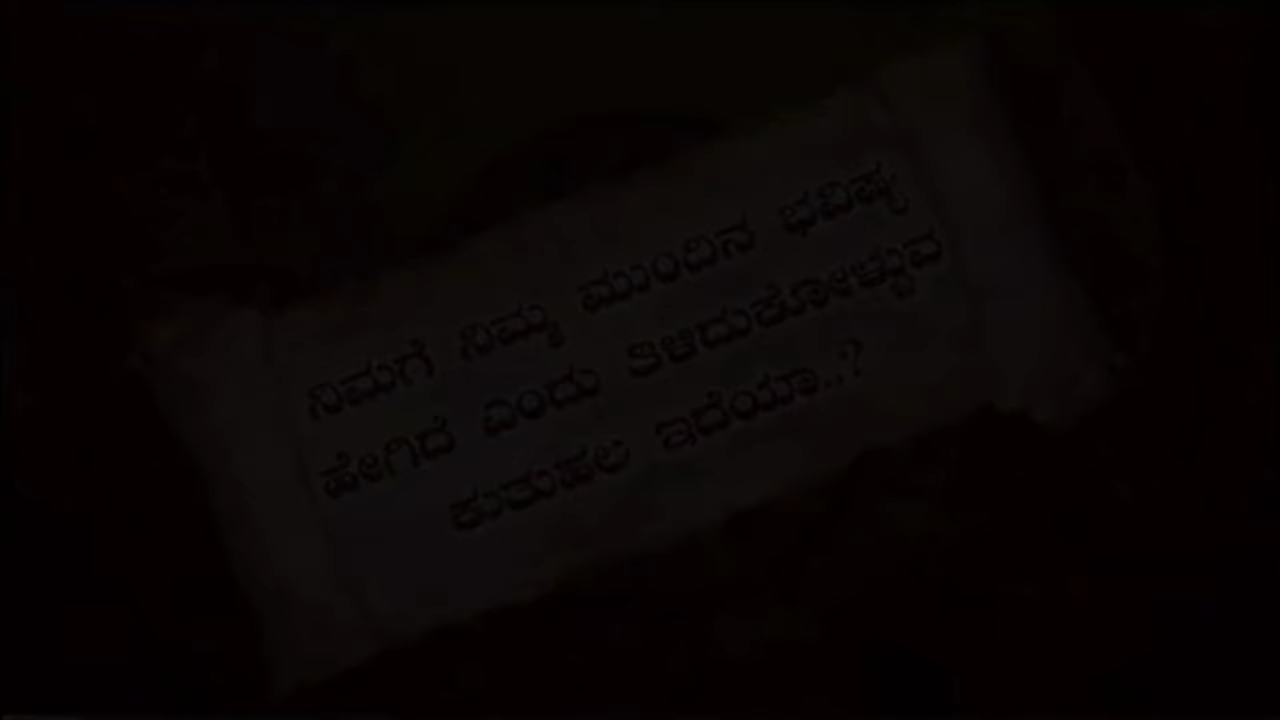 ನಿಮಗೆ ನಿಮ್ಮ ಮುಂದಿನ ಭವಿಷ್ಯ
ಹೇಗಿದೆ ಎಂದು ತಿಳಿದುಕೋಳ್ಳುವ
ಕುತುಹಲ ಇದೆಯಾ..?